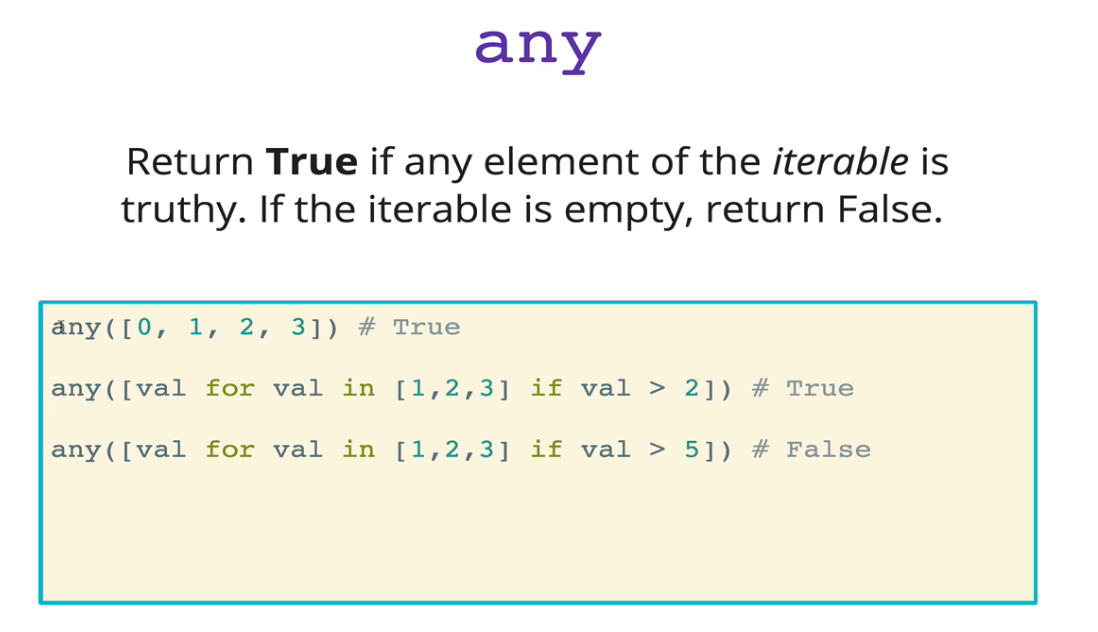 any
Return True if any element of the iterable is
truthy. If the iterable is empty, return False.
any([0, 1, 2, 3]) # True
any([val for val in [1,2,3] if val > 2]) # True
any([val for val in [1,2,3] if val > 5]) # False